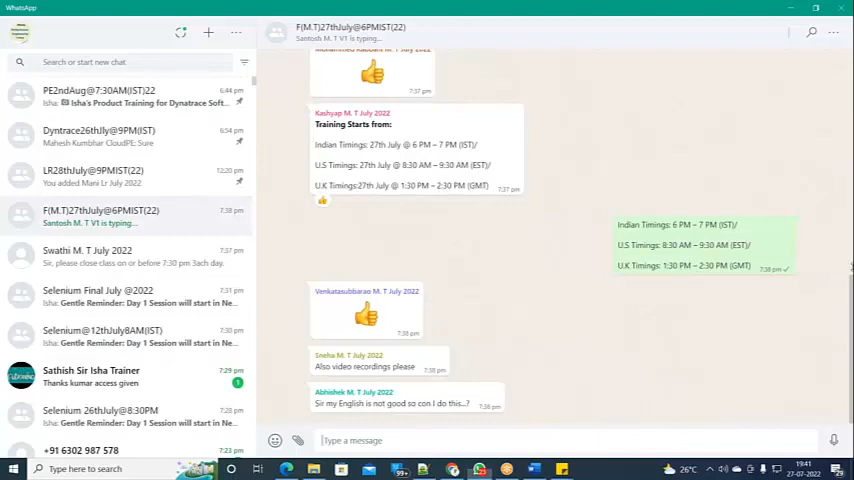 WhatsApp
Search or start new chat
PE2ndAug@7:30AM(IST)22
6:44 pm
Isha: Isha's Product Training for Dynatrace Soft...
Dyntrace26thJly@9PM(IST)
6:54 pm
Mahesh Kumbhar CloudPE: Sure
LR28thJuly@9PMIST(22)
12:20 pm
You added Mani Lr July 2022
F(M.T)27thJuly@6PMIST(22)
7:38 pm
Santosh M. T V1 is typing...
Swathi M. T July 2022
7:37 pm
Sir, please close class on or before 7:30 pm 3ach day.
Selenium Final July @2022
7:31 pm
Isha: Gentle Reminder: Day 1 Session will start in Ne...
Selenium@12thJuly8AM(IST)
7:30 pm
Isha: Gentle Reminder: Day 1 Session will start in Ne...
Sathish Sir Isha Trainer
7:29 pm
Thanks kumar access given
1
Selenium 26thJuly@8:30PM
7:28 pm
Isha: Gentle Reminder: Day 1 Session will start in Ne...
+91 6302 987 578
7:23 pm
F(M.T)27thJuly@6PMIST(22)
Santosh M. T V1 is typing...
Mohammed Rabbani M. T July 2022
7:37 pm
Kashyap M. T July 2022
Training Starts from:
Indian Timings: 27th July @ 6 PM – 7 PM (IST)/
U.S Timings: 27th July @ 8:30 AM – 9:30 AM (EST)/
U.K Timings:27th July @ 1:30 PM – 2:30 PM (GMT)
7:37 pm
Indian Timings: 6 PM – 7 PM (IST)/
U.S Timings: 8:30 AM – 9:30 AM (EST)/
U.K Timings: 1:30 PM – 2:30 PM (GMT)
7:38 pm
Venkatasubbarao M. T July 2022
7:38 pm
Sneha M. T July 2022
Also video recordings please
7:38 pm
Abhishek M. T July 2022
Sir my English is not good so con I do this...?
7:38 pm
Type a message
Type here to search
99+
26°C
19:41
27-07-2022